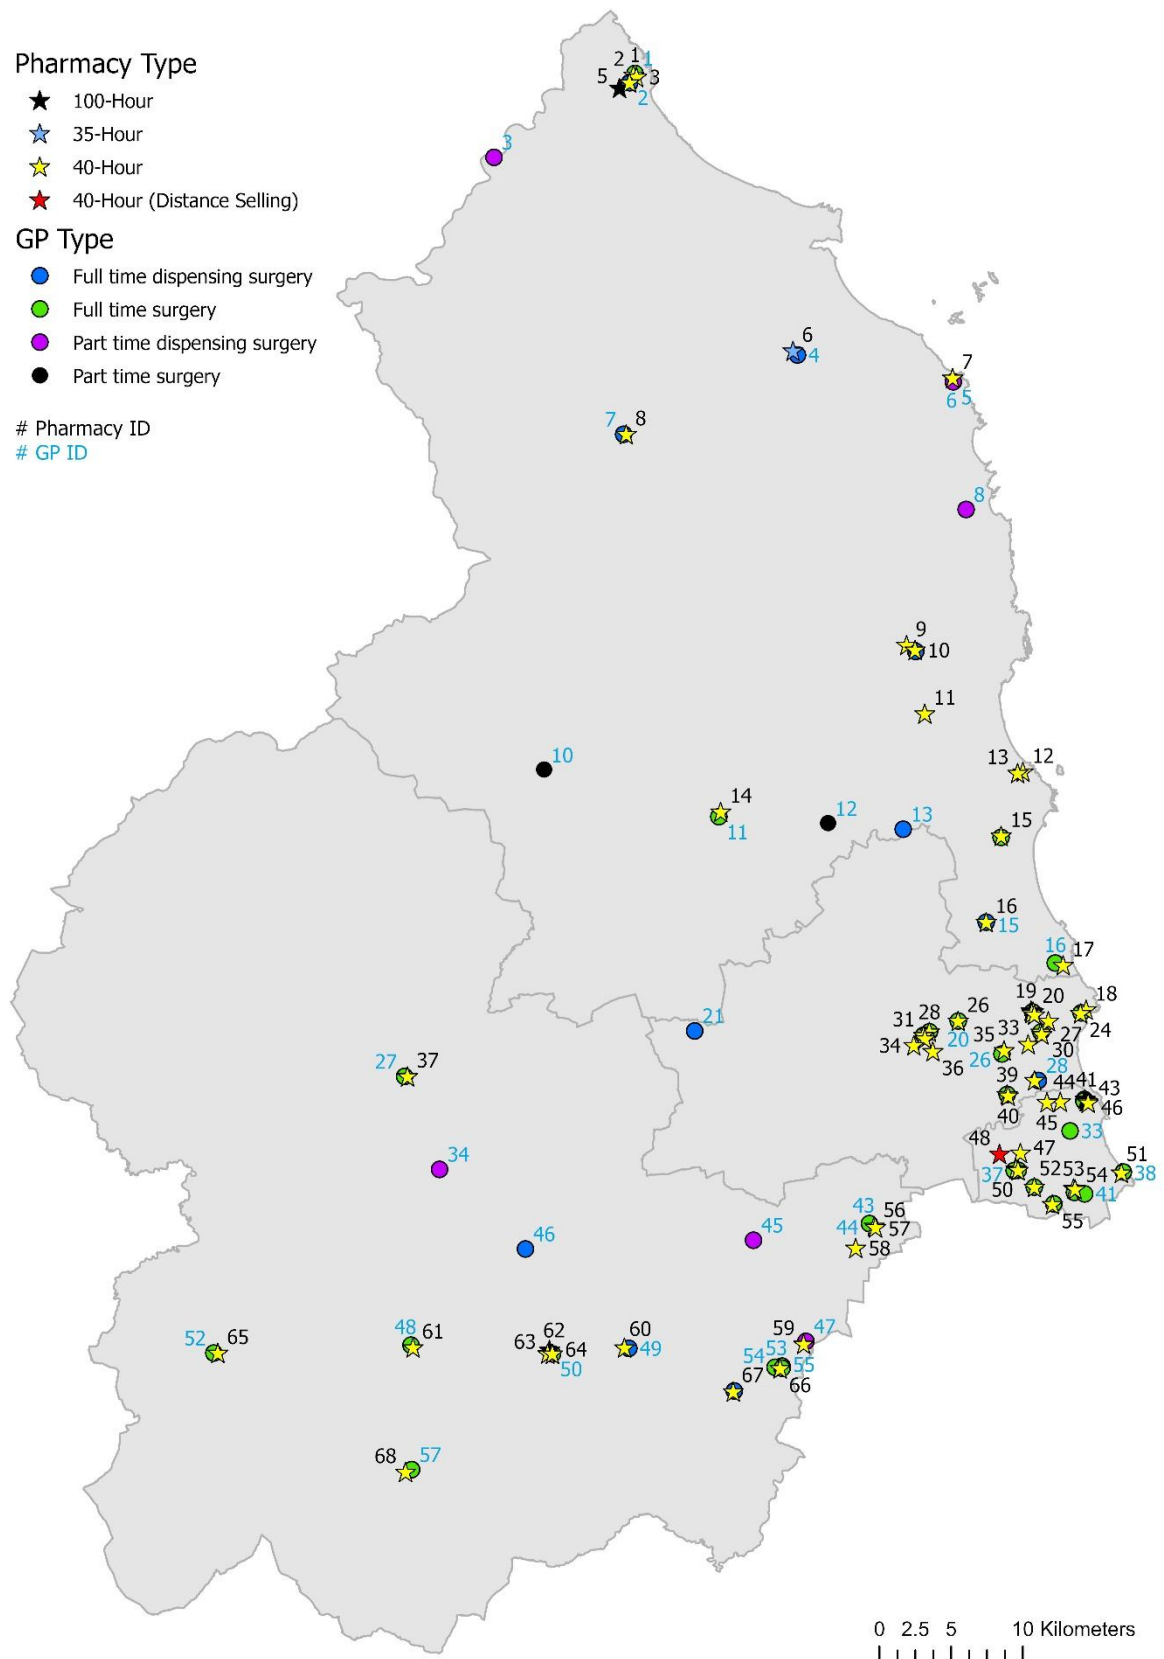 Pharmacy Type
100-Hour
35-Hour
40-Hour
40-Hour (Distance Selling)
GP Type
Full time dispensing surgery
Full time surgery
Part time dispensing surgery
Part time surgery
# Pharmacy ID
# GP ID
2 1 1
5 3
2
3
6
4
7
6 5
7 8
8
9
10
11
10
13 12
14
12 13
11
15
16
15
16 17
19 20 18
21
31 28 26
20
35 33 27 24
34 36 26 30
27 37
39 28
44 41 43
40 45 46
33
34
48 47
37 50 52 53 54 51 38
41
55
43 56
44 57
58
46
45
59 47
52 65
48 61
63 62 64
50
60
49
54 53 55
66
67
68 57
0 2.5 5 10 Kilometers